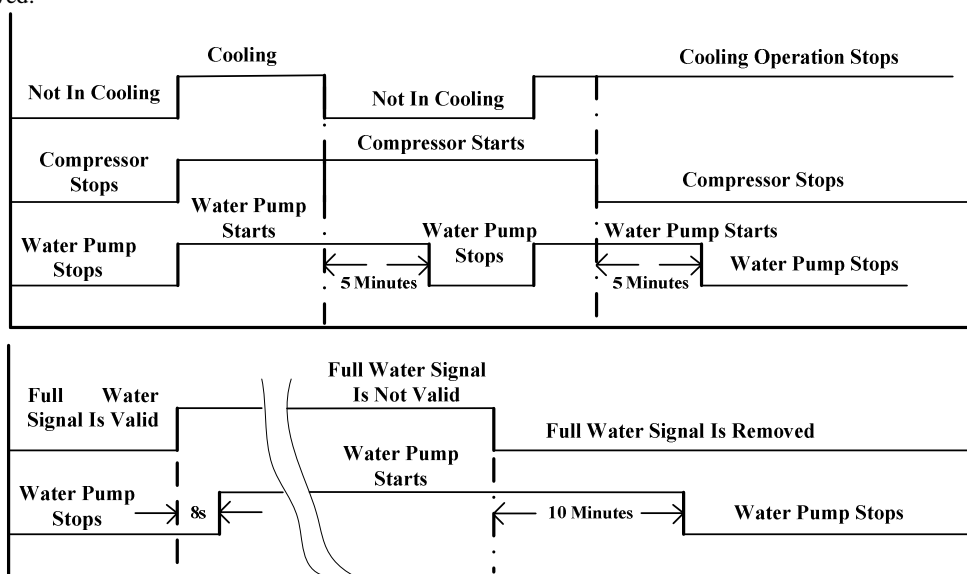 Cooling
Cooling Operation Stops
Not In Cooling
Not In Cooling
Compressor Starts
Compressor
Stops
Compressor Stops
Water Pump
Starts
Water Pump
Stops
Water Pump
Stops
Water Pump Starts
Water Pump Stops
5 Minutes
5 Minutes
Full Water Signal
Is Not Valid
Full Water
Signal Is Valid
Full Water Signal Is Removed
Water Pump
Starts
Water Pump
Stops
8s
10 Minutes
Water Pump Stops